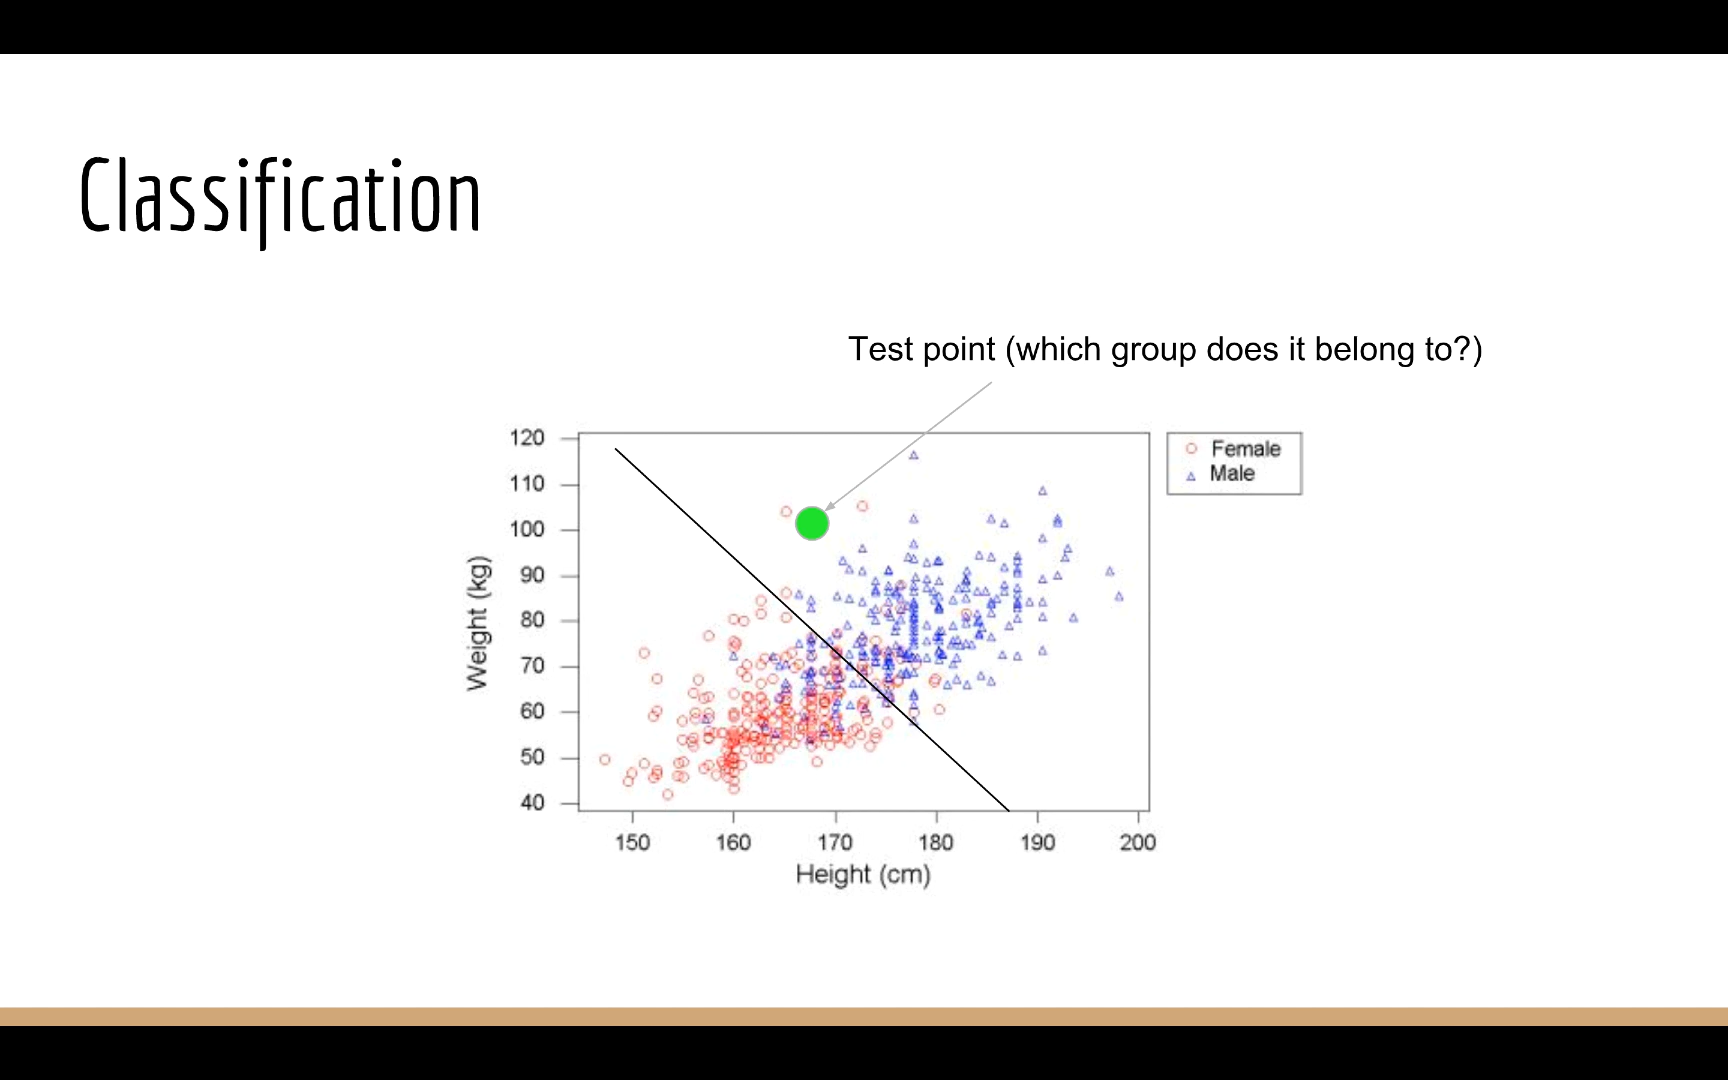 Classification
Test point (which group does it belong to?)
120
110
100
90
80
70
60
50
40
Weight (kg)
Female
Male
150 160 170 180 190 200
Height (cm)